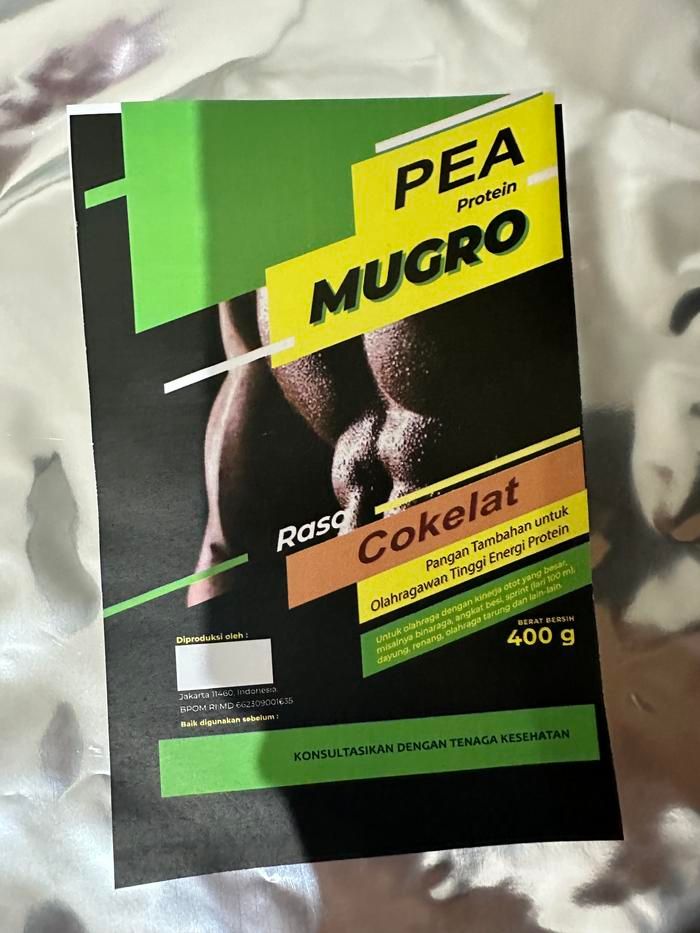 PEA
Protein
MUGRO
Rasa
Cokelat
Pangan Tambahan untuk
Olahragawan Tinggi Energi Protein
Untuk olahraga dengan kinerja otot yang besar,
misalnya binaraga, angkat besi, sprint (lari 100 m),
dayung, renang, olahraga tarung dan lain-lain.
BERAT BERSIH
400 g
Diproduksi oleh :
Jakarta 11460, Indonesia.
BPOM RI MD 662309001635
Baik digunakan sebelum :
KONSULTASIKAN DENGAN TENAGA KESEHATAN